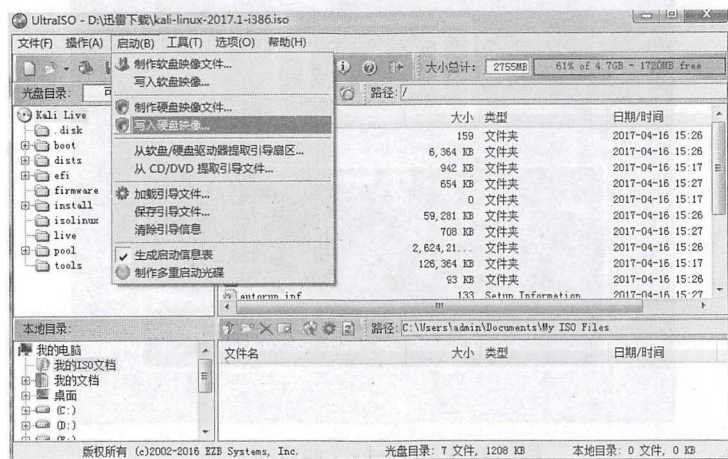 UltraISO - D:\迅雷下载\kali-linux-2017.1-i386.iso
文件(F) 操作(A) 启动(B) 工具(T) 选项(O) 帮助(H)
制作软盘映像文件...
写入软盘映像...
制作硬盘映像文件...
写入硬盘映像...
从软盘/硬盘驱动器提取引导扇区...
从 CD/DVD 提取引导文件...
加载引导文件...
保存引导文件...
清除引导信息
生成启动信息表
制作多重启动光碟
大小总计: 2755MB 61% of 4.7GB - 1720MB free
光盘目录: 可
路径: /
Kali Live
.disk
boot
dists
efi
firmware
install
isolinux
live
pool
tools
大小 类型 日期/时间
159 文件夹 2017-04-16 15:26
6,364 KB 文件夹 2017-04-16 15:26
942 KB 文件夹 2017-04-16 15:17
654 KB 文件夹 2017-04-16 15:27
0 文件夹 2017-04-16 15:17
59,281 KB 文件夹 2017-04-16 15:26
708 KB 文件夹 2017-04-16 15:27
2,624,21... 文件夹 2017-04-16 15:26
126,364 KB 文件夹 2017-04-16 15:17
93 KB 文件夹 2017-04-16 15:26
autorun.inf 133 Setup Information 2017-04-16 15:27
本地目录:
路径: C:\Users\admin\Documents\My ISO Files
我的电脑
我的ISO文档
我的文档
桌面
(C:)
(D:)
文件名 大小 类型 日期/时间
版权所有 (c)2002-2016 EZB Systems, Inc. 光盘目录: 7 文件, 1208 KB 本地目录: 0 文件, 0 KB